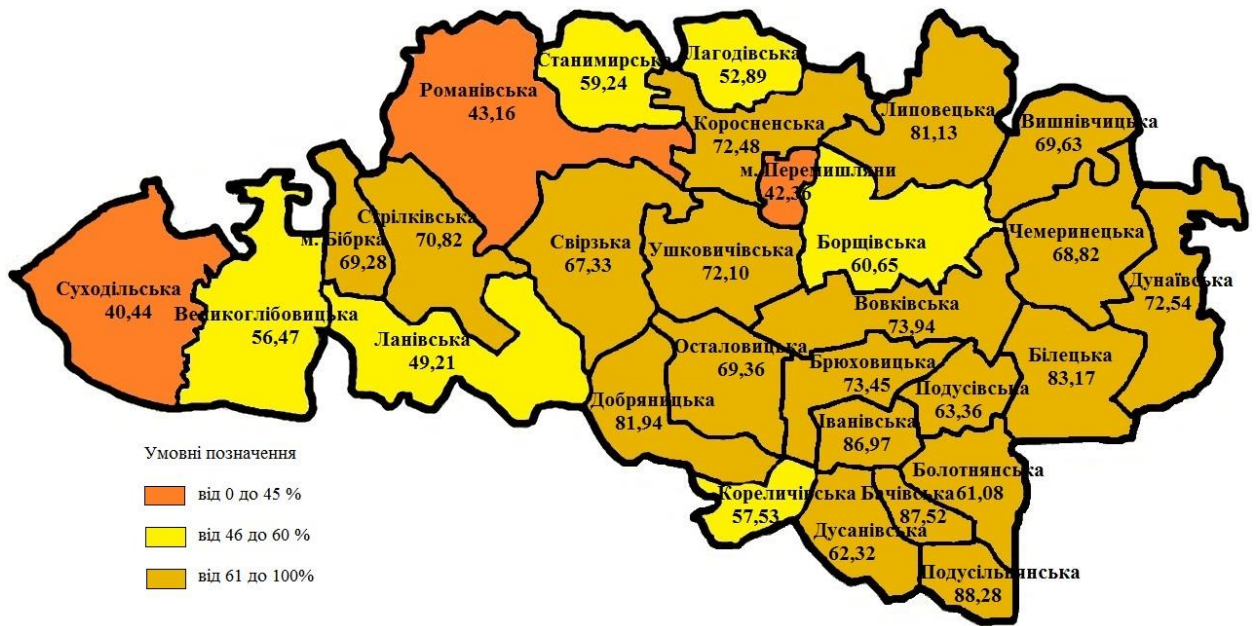 Романівська
43,16
Станимирська
59,24
Лагодівська
52,89
Коросненська
72,48
Липовецька
81,13
Вишнівчицька
69,63
м. Перемишляни
42,36
Суходільська
40,44
Великоглібовицька
56,47
м. Бібрка
69,28
Стрілківська
70,82
Свірзька
67,33
Ушковичівська
72,10
Борщівська
60,65
Чемеринецька
68,82
Дунаївська
72,54
Ланівська
49,21
Вовківська
73,94
Осталовицька
69,36
Брюховицька
73,45
Подусівська
63,36
Білецька
83,17
Добряницька
81,94
Іванівська
86,97
Болотнянська
61,08
Кореличівська
57,53
Бачівська
87,52
Дусанівська
62,32
Подусільнянська
88,28
Умовні позначення
від 0 до 45 %
від 46 до 60 %
від 61 до 100%